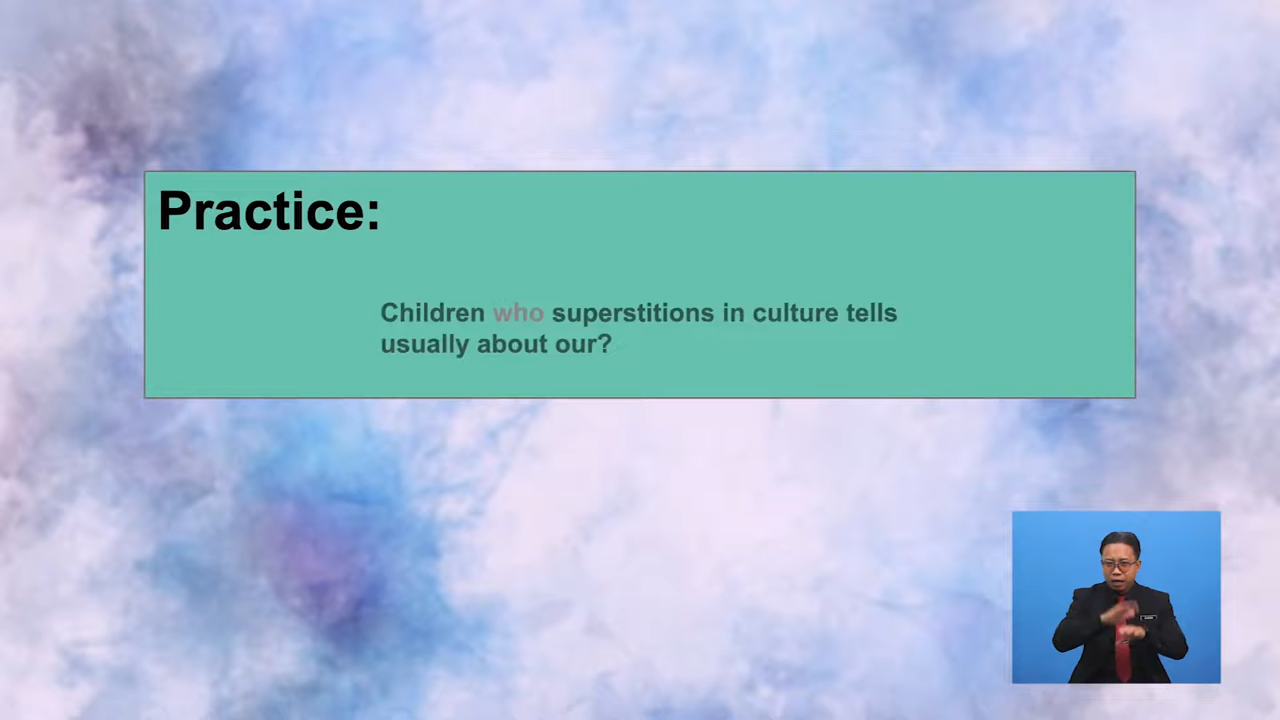 Practice:
Children who superstitions in culture tells
usually about our?